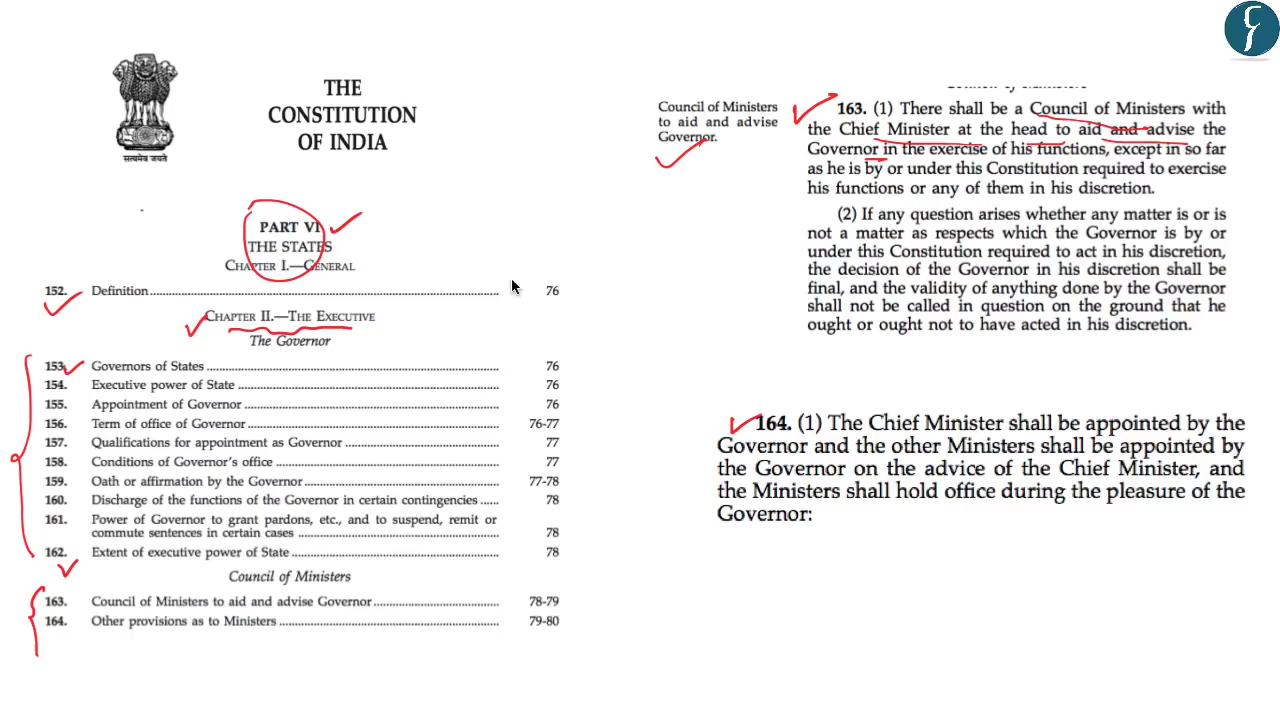 THE
CONSTITUTION
OF INDIA
सत्यमेव जयते
PART VI
THE STATES
CHAPTER I.—GENERAL
152. Definition 76
CHAPTER II.—THE EXECUTIVE
The Governor
153. Governors of States 76
154. Executive power of State 76
155. Appointment of Governor 76
156. Term of office of Governor 76-77
157. Qualifications for appointment as Governor 77
158. Conditions of Governor's office 77
159. Oath or affirmation by the Governor 77-78
160. Discharge of the functions of the Governor in certain contingencies 78
161. Power of Governor to grant pardons, etc., and to suspend, remit or
commute sentences in certain cases 78
162. Extent of executive power of State 78
Council of Ministers
163. Council of Ministers to aid and advise Governor 78-79
164. Other provisions as to Ministers 79-80
Council of Ministers
to aid and advise
Governor.
163. (1) There shall be a Council of Ministers with
the Chief Minister at the head to aid and advise the
Governor in the exercise of his functions, except in so far
as he is by or under this Constitution required to exercise
his functions or any of them in his discretion.
(2) If any question arises whether any matter is or is
not a matter as respects which the Governor is by or
under this Constitution required to act in his discretion,
the decision of the Governor in his discretion shall be
final, and the validity of anything done by the Governor
shall not be called in question on the ground that he
ought or ought not to have acted in his discretion.
164. (1) The Chief Minister shall be appointed by the
Governor and the other Ministers shall be appointed by
the Governor on the advice of the Chief Minister, and
the Ministers shall hold office during the pleasure of the
Governor: